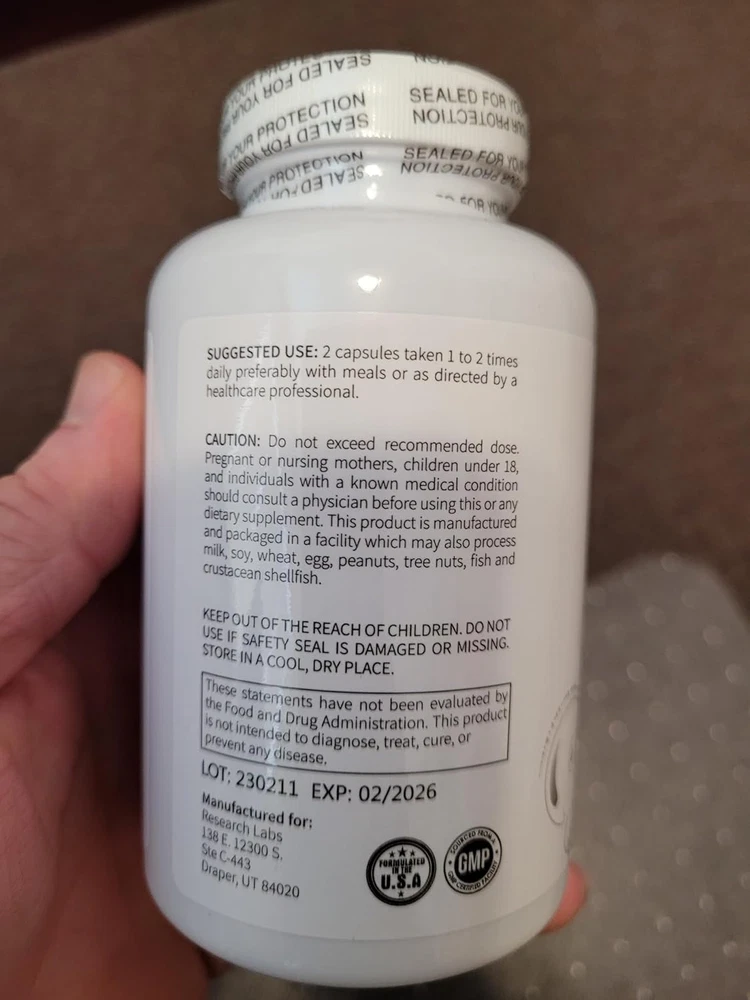 YOUR PROTECTION
SEALED FOR YOUR
SEALED FOR YO
PROTECTION
SUGGESTED USE: 2 capsules taken 1 to 2 times
daily preferably with meals or as directed by a
healthcare professional.
CAUTION: Do not exceed recommended dose.
Pregnant or nursing mothers, children under 18,
and individuals with a known medical condition
should consult a physician before using this or any
dietary supplement. This product is manufactured
and packaged in a facility which may also process
milk, soy, wheat, egg, peanuts, tree nuts, fish and
crustacean shellfish.
KEEP OUT OF THE REACH OF CHILDREN. DO NOT
USE IF SAFETY SEAL IS DAMAGED OR MISSING.
STORE IN A COOL, DRY PLACE.
These statements have not been evaluated by
the Food and Drug Administration. This product
is not intended to diagnose, treat, cure, or
prevent any disease.
LOT: 230211 EXP: 02/2026
Manufactured for:
Research Labs
138 E. 12300 S.
Ste C-443
Draper, UT 84020
FORMULATED
IN THE
U.S.A
SOURCED FROM A
GMP
GMP CERTIFIED FACILITY